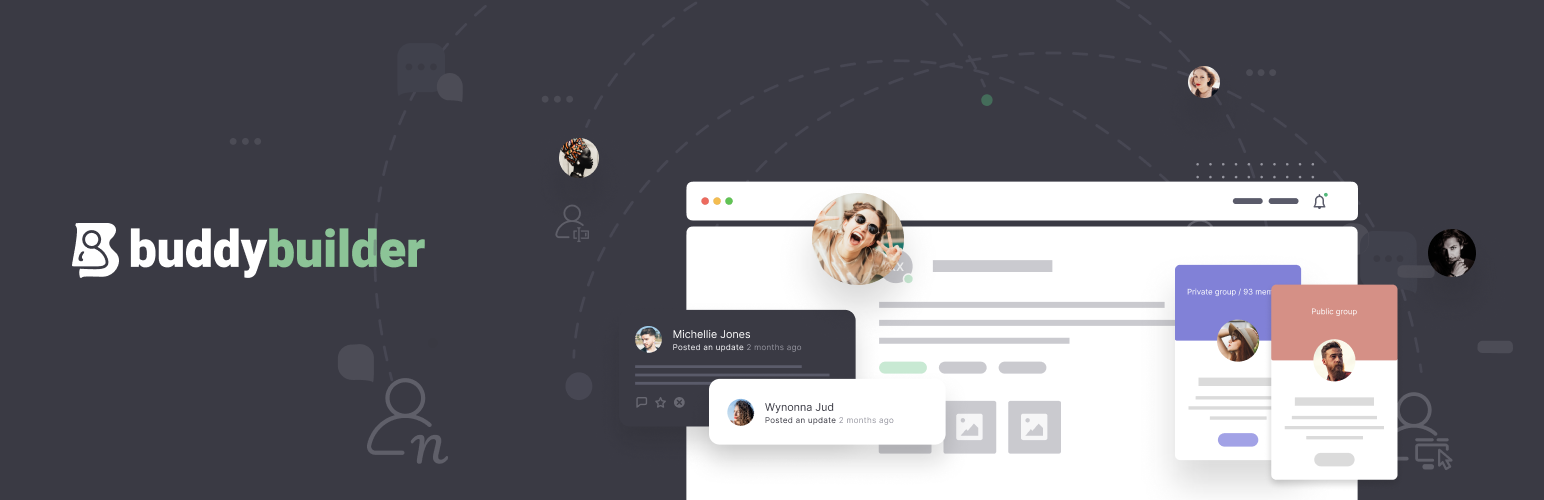 buddybuilder
Michellie Jones
Posted an update 2 months ago
Wynonna Jud
Posted an update 2 months ago
Private group / 93
Public group
n